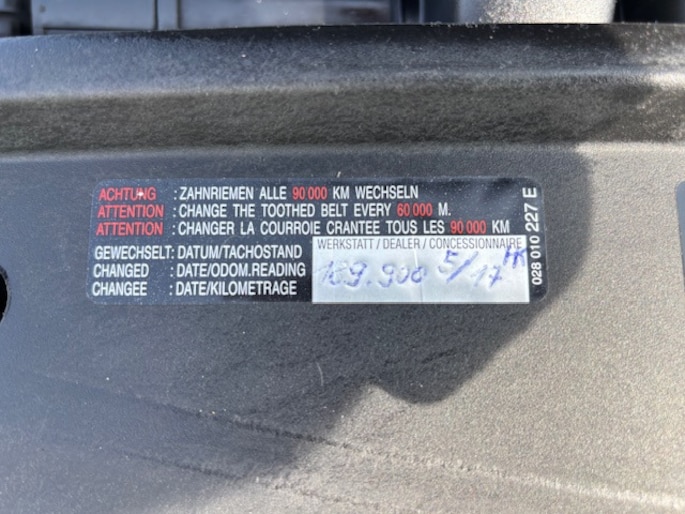 ACHTUNG : ZAHNRIEMEN ALLE 90 000 KM WECHSELN
ATTENTION : CHANGE THE TOOTHED BELT EVERY 60 000 M.
ATTENTION : CHANGER LA COURROIE CRANTEE TOUS LES 90 000 KM
GEWECHSELT: DATUM/TACHOSTAND
CHANGED : DATE/ODOM.READING
CHANGEE : DATE/KILOMETRAGE
WERKSTATT / DEALER / CONCESSIONNAIRE
169.900 5/17
028 010 227 E